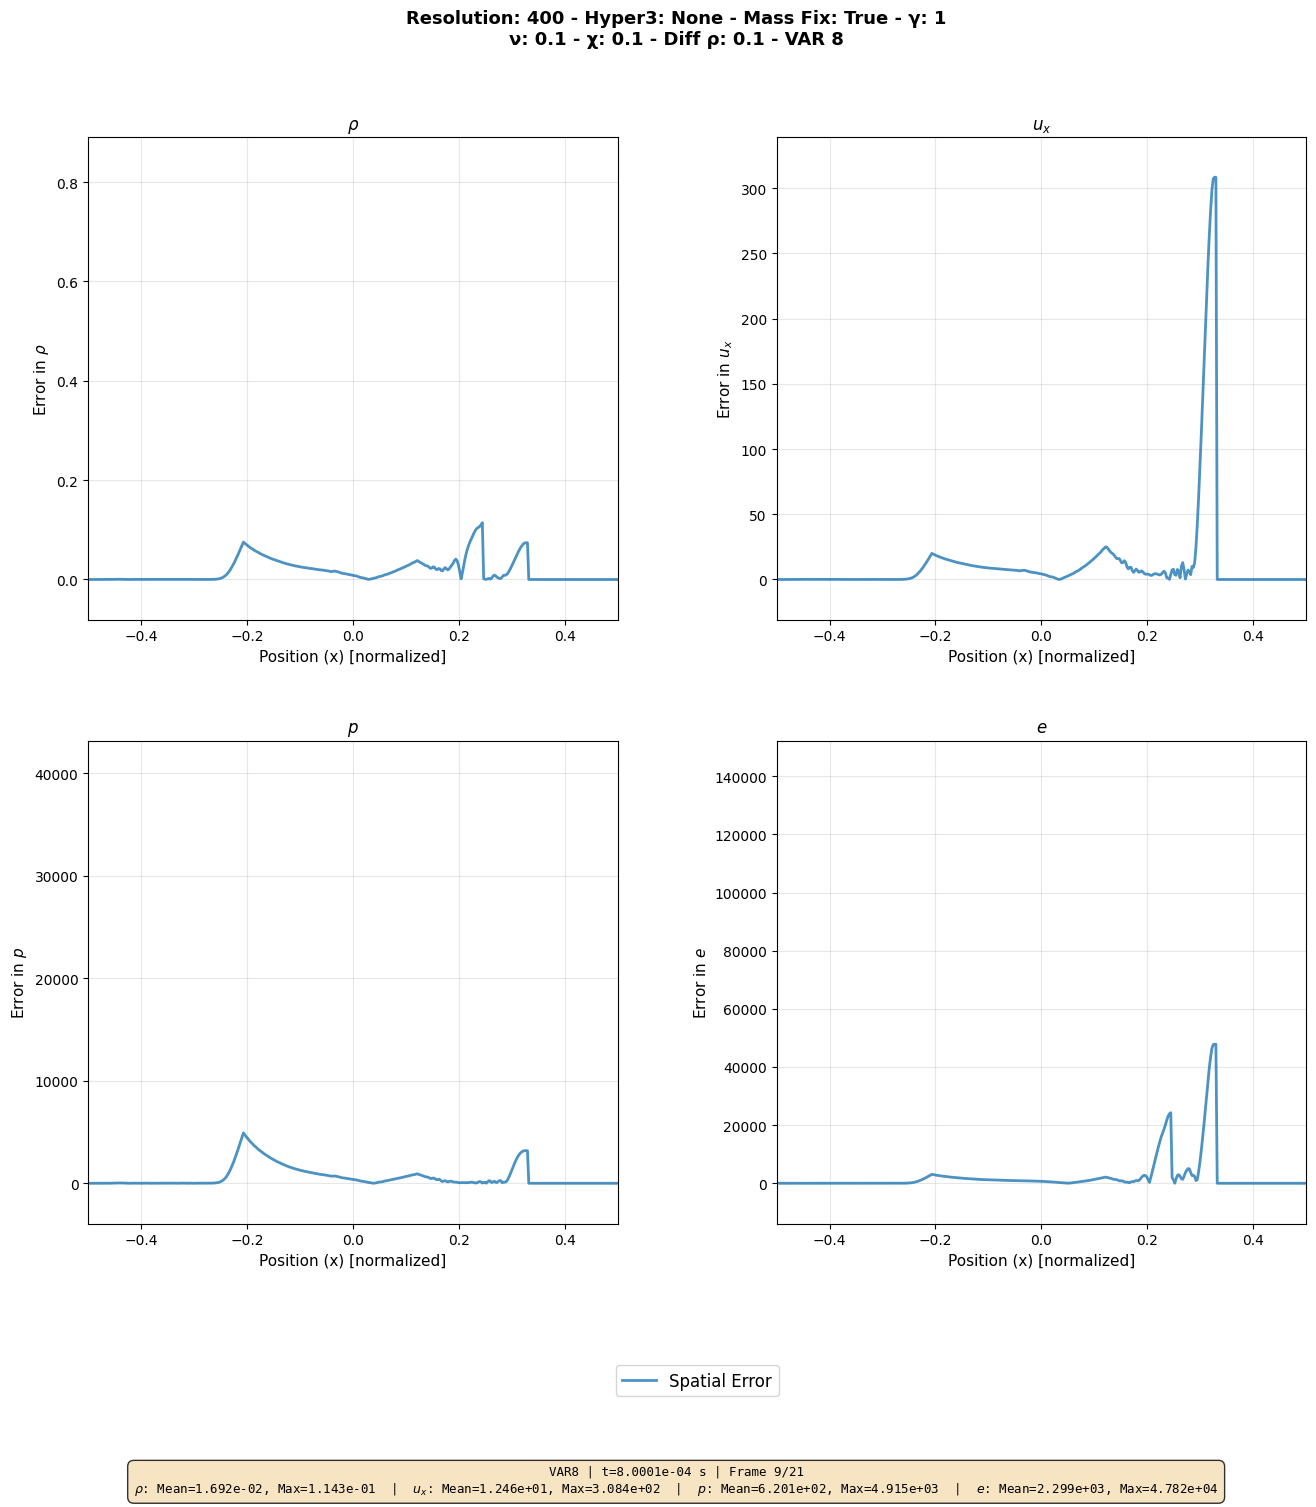 Resolution: 400 - Hyper3: None - Mass Fix: True - γ: 1
ν: 0.1 - χ: 0.1 - Diff ρ: 0.1 - VAR 8
ρ
Error in ρ
0.8
0.6
0.4
0.2
0.0
−0.4 −0.2 0.0 0.2 0.4
Position (x) [normalized]
u_x
Error in u_x
300
250
200
150
100
50
0
−0.4 −0.2 0.0 0.2 0.4
Position (x) [normalized]
p
Error in p
40000
30000
20000
10000
0
−0.4 −0.2 0.0 0.2 0.4
Position (x) [normalized]
e
Error in e
140000
120000
100000
80000
60000
40000
20000
0
−0.4 −0.2 0.0 0.2 0.4
Position (x) [normalized]
Spatial Error
VAR8 | t=8.0001e-04 s | Frame 9/21
ρ: Mean=1.692e-02, Max=1.143e-01 | u_x: Mean=1.246e+01, Max=3.084e+02 | p: Mean=6.201e+02, Max=4.915e+03 | e: Mean=2.299e+03, Max=4.782e+04